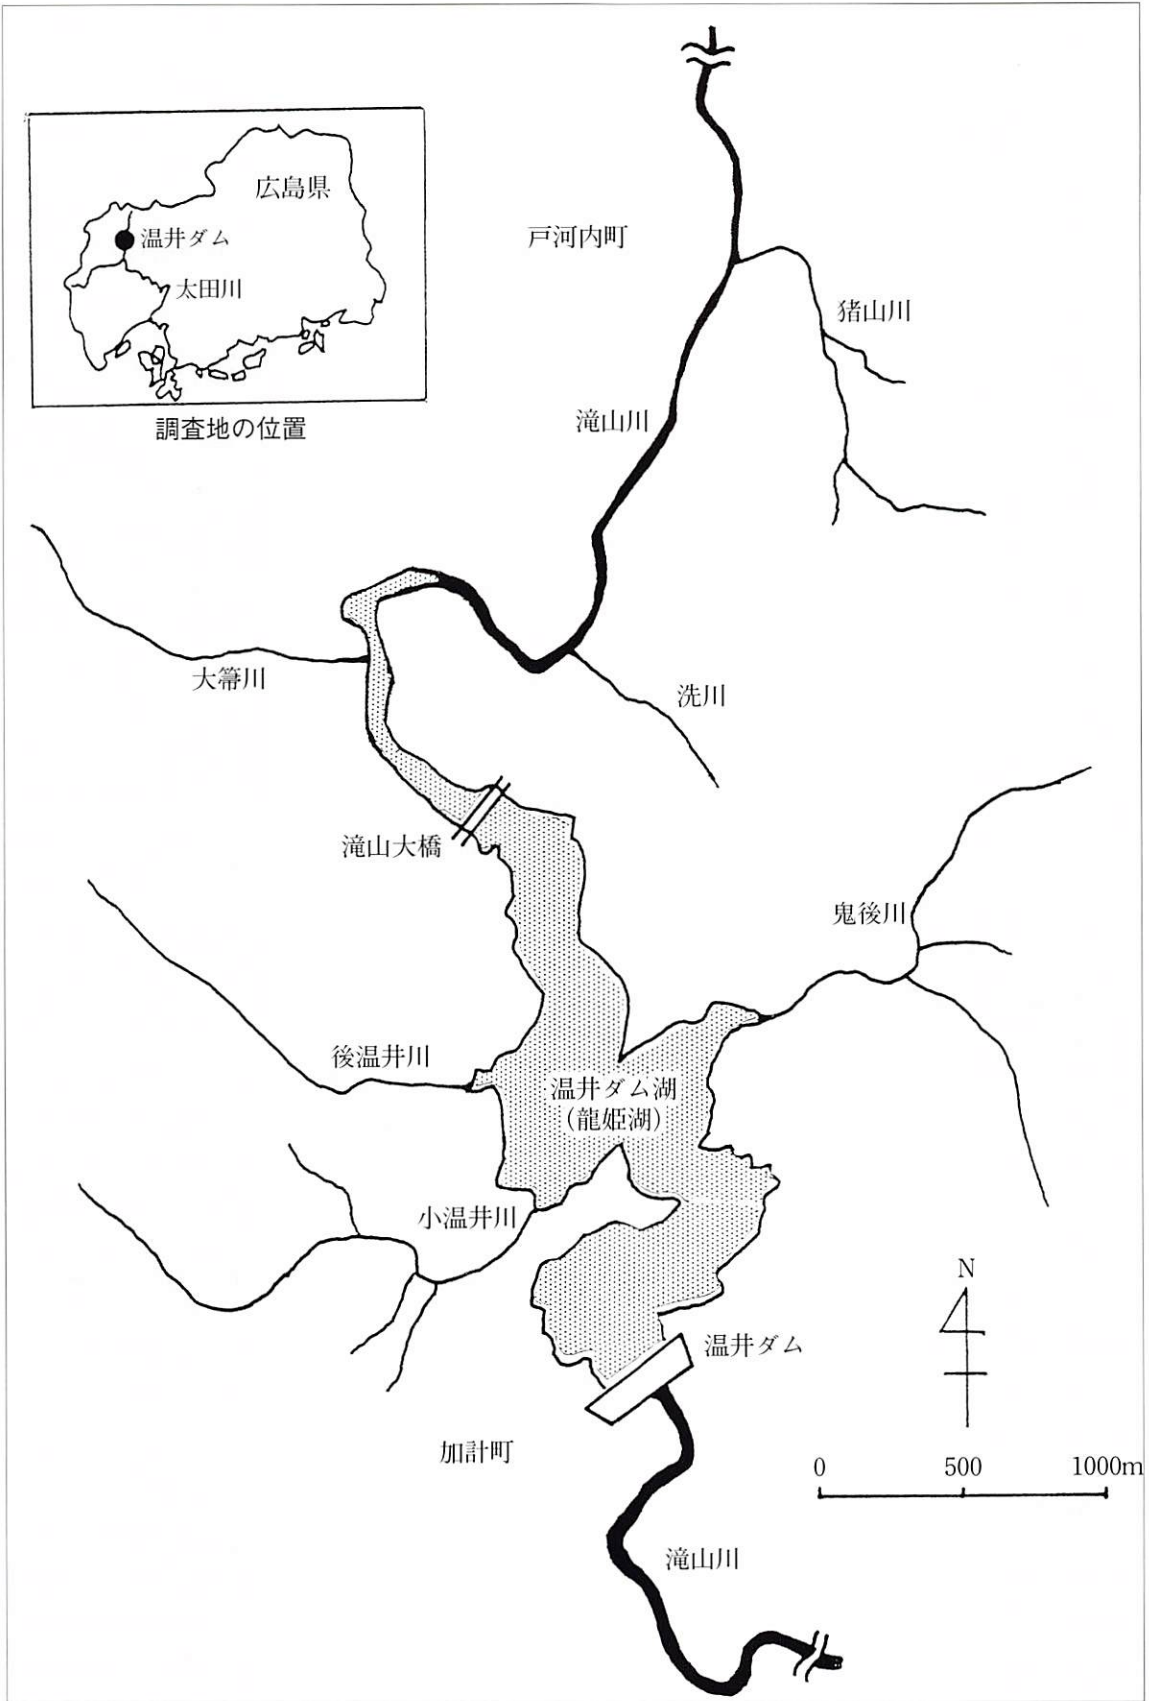 広島県
温井ダム
太田川
調査地の位置
戸河内町
猪山川
滝山川
大箒川
洗川
滝山大橋
鬼後川
後温井川
温井ダム湖
(龍姫湖)
小温井川
N
温井ダム
加計町
0 500 1000m
滝山川